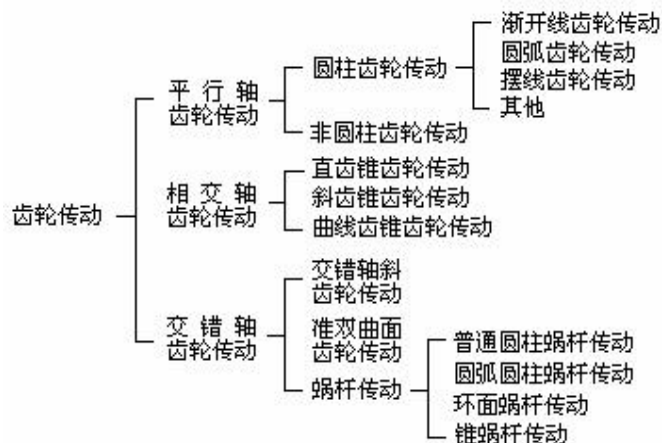 齿轮传动
平行轴
齿轮传动
圆柱齿轮传动
渐开线齿轮传动
圆弧齿轮传动
摆线齿轮传动
其他
非圆柱齿轮传动
相交轴
齿轮传动
直齿锥齿轮传动
斜齿锥齿轮传动
曲线齿锥齿轮传动
交错轴
齿轮传动
交错轴斜
齿轮传动
准双曲面
齿轮传动
蜗杆传动
普通圆柱蜗杆传动
圆弧圆柱蜗杆传动
环面蜗杆传动
锥蜗杆传动